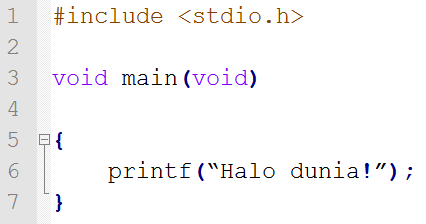 1 #include <stdio.h>
2
3 void main(void)
4
5 {
6 printf(“Halo dunia!”);
7 }